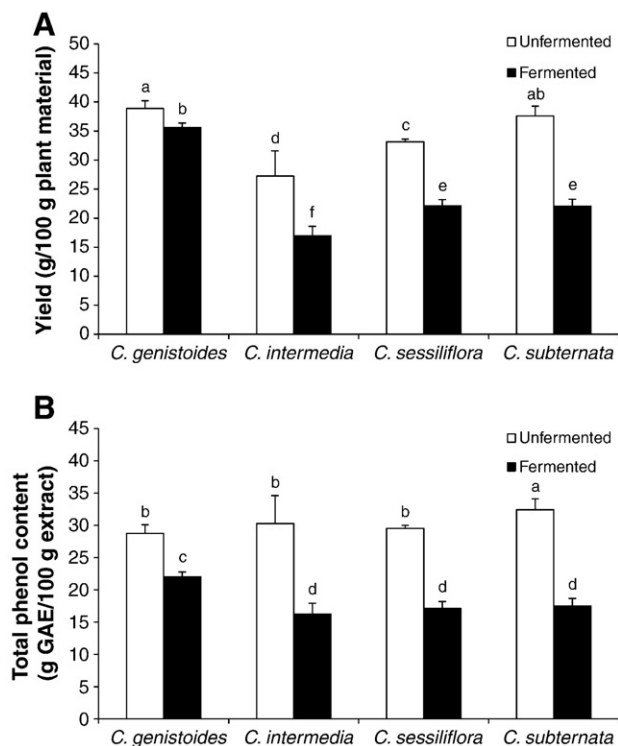 A
Yield (g/100 g plant material)
50
45
40
35
30
25
20
15
10
5
0
Unfermented
Fermented
a
b
d
f
c
e
ab
e
C. genistoides
C. intermedia
C. sessiliflora
C. subternata
B
Total phenol content
(g GAE/100 g extract)
45
40
35
30
25
20
15
10
5
0
Unfermented
Fermented
b
c
b
d
b
d
a
d
C. genistoides
C. intermedia
C. sessiliflora
C. subternata